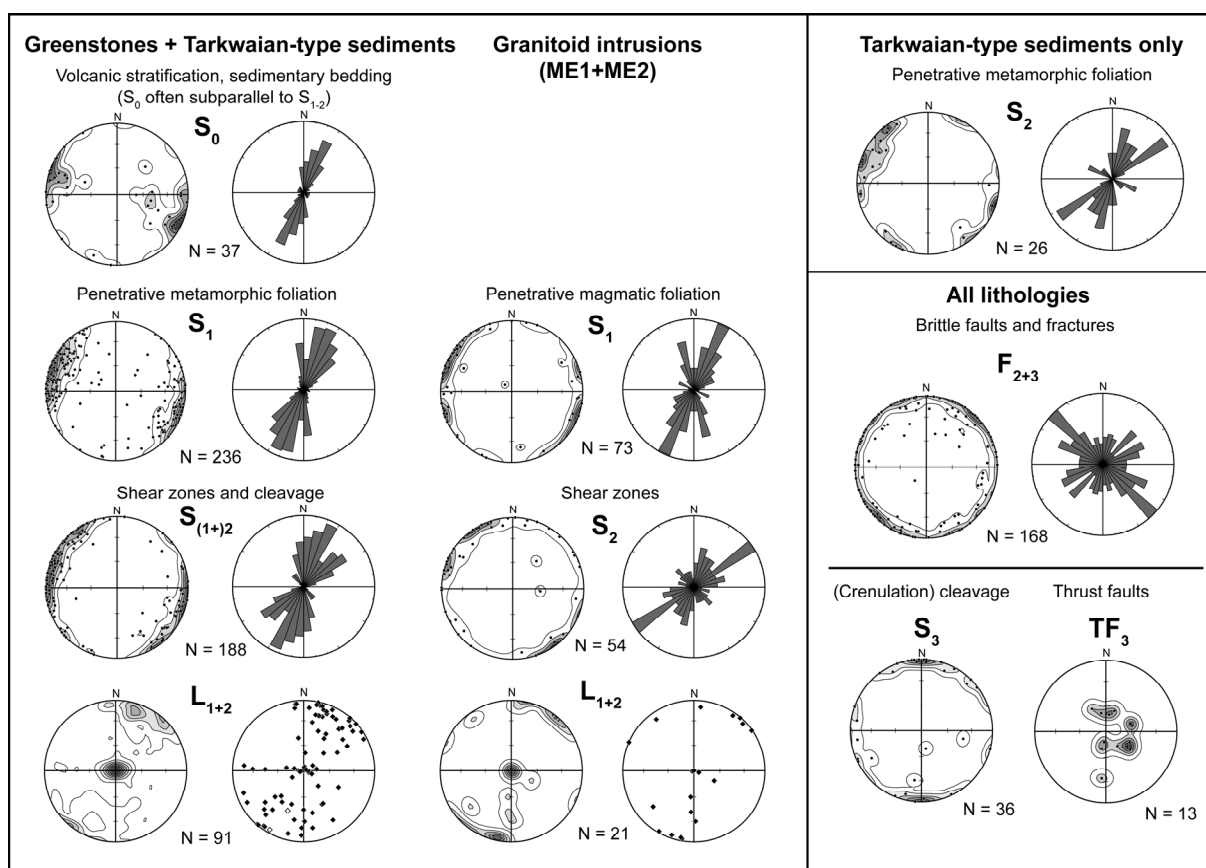 Greenstones + Tarkwaian-type sediments
Volcanic stratification, sedimentary bedding
(S0 often subparallel to S1-2)
N
S0
N
N = 37
Penetrative metamorphic foliation
N
S1
N
N = 236
Shear zones and cleavage
N
S(1+)2
N
N = 188
N
L1+2
N
N = 91
Granitoid intrusions
(ME1+ME2)
Penetrative magmatic foliation
N
S1
N
N = 73
Shear zones
N
S2
N
N = 54
N
L1+2
N
N = 21
Tarkwaian-type sediments only
Penetrative metamorphic foliation
N
S2
N
N = 26
All lithologies
Brittle faults and fractures
N
F2+3
N
N = 168
(Crenulation) cleavage
S3
N
N = 36
Thrust faults
TF3
N
N = 13